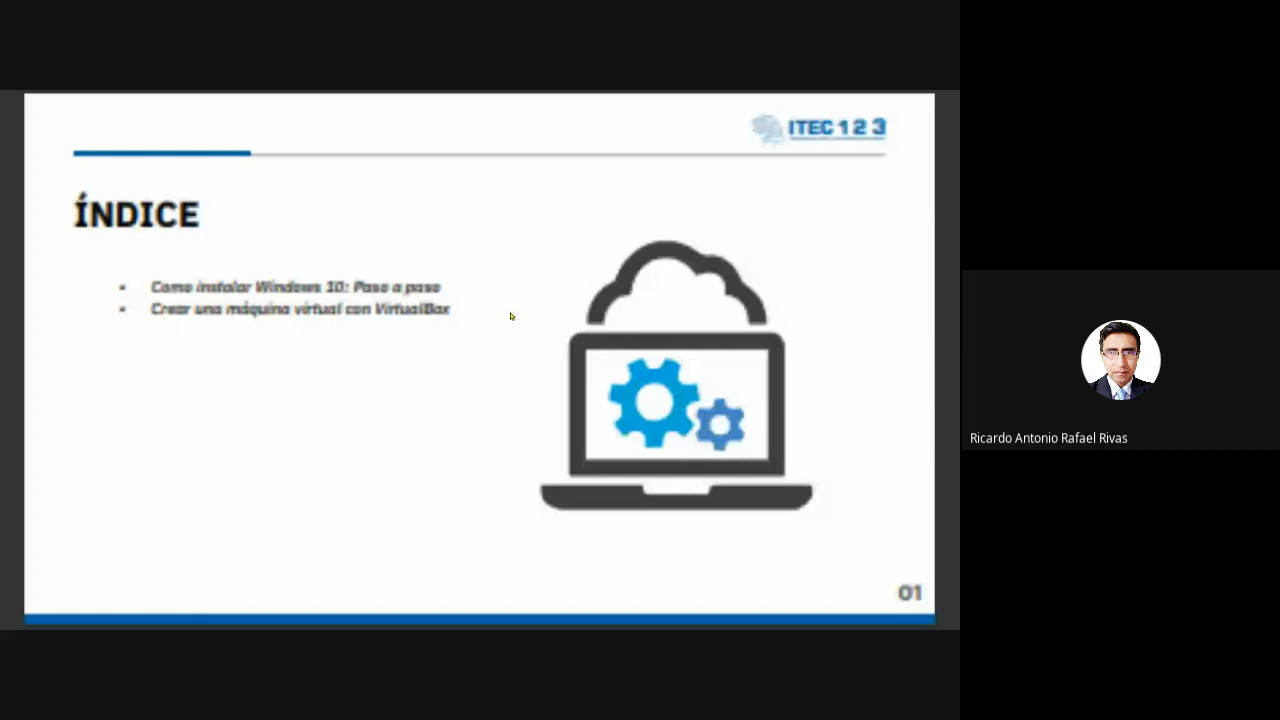 ITEC 1 2 3
ÍNDICE
• Como instalar Windows 10: Paso a paso
• Crear una máquina virtual con VirtualBox
01
Ricardo Antonio Rafael Rivas